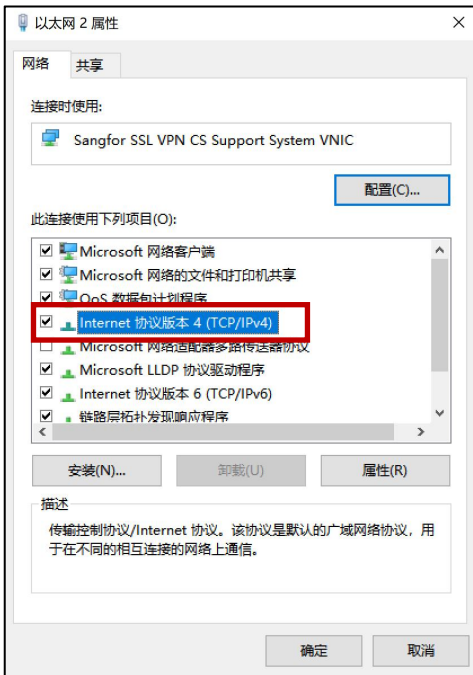 以太网 2 属性
网络 共享
连接时使用:
Sangfor SSL VPN CS Support System VNIC
配置(C)...
此连接使用下列项目(O):
Microsoft 网络客户端
Microsoft 网络的文件和打印机共享
QoS 数据包计划程序
Internet 协议版本 4 (TCP/IPv4)
Microsoft 网络适配器多路传送器协议
Microsoft LLDP 协议驱动程序
Internet 协议版本 6 (TCP/IPv6)
链路层拓扑发现响应程序
安装(N)... 卸载(U) 属性(R)
描述
传输控制协议/Internet 协议。该协议是默认的广域网络协议，用
于在不同的相互连接的网络上通信。
确定 取消